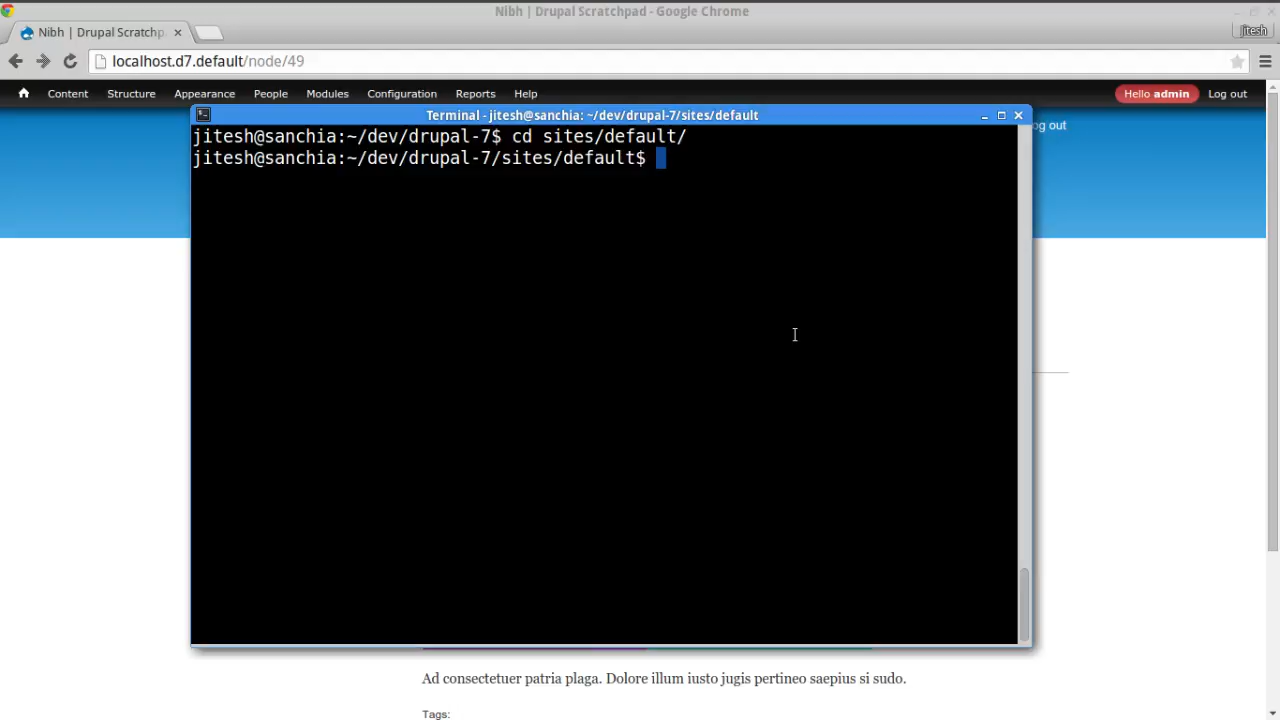 Nibh | Drupal Scratchpad - Google Chrome
Nibh | Drupal Scratchp
jitesh
localhost.d7.default/node/49
Content Structure Appearance People Modules Configuration Reports Help Hello admin Log out
Terminal - jitesh@sanchia: ~/dev/drupal-7/sites/default
og out
jitesh@sanchia:~/dev/drupal-7$ cd sites/default/
jitesh@sanchia:~/dev/drupal-7/sites/default$
Ad consectetuer patria plaga. Dolore illum iusto jugis pertineo saepius si sudo.
Tags: